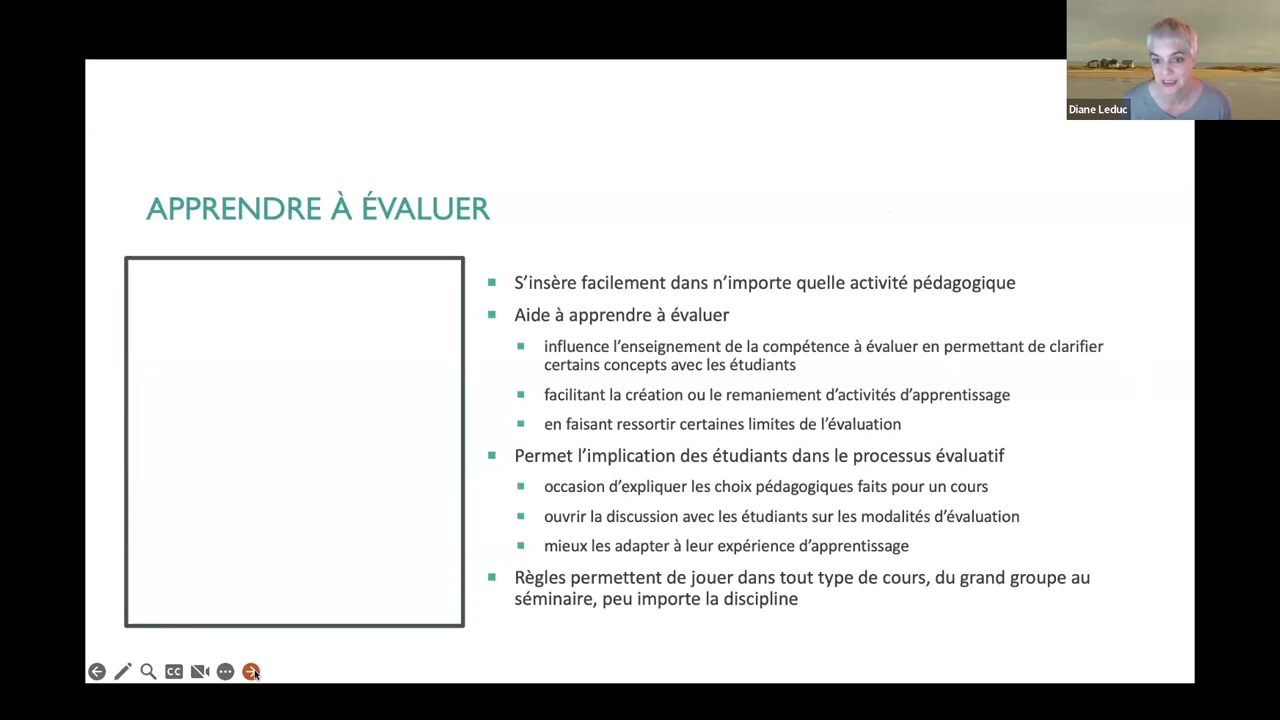 Diane Leduc
APPRENDRE À ÉVALUER
S'insère facilement dans n'importe quelle activité pédagogique
Aide à apprendre à évaluer
influence l'enseignement de la compétence à évaluer en permettant de clarifier
certains concepts avec les étudiants
facilitant la création ou le remaniement d'activités d'apprentissage
en faisant ressortir certaines limites de l'évaluation
Permet l'implication des étudiants dans le processus évaluatif
occasion d'expliquer les choix pédagogiques faits pour un cours
ouvrir la discussion avec les étudiants sur les modalités d'évaluation
mieux les adapter à leur expérience d'apprentissage
Règles permettent de jouer dans tout type de cours, du grand groupe au
séminaire, peu importe la discipline
CC